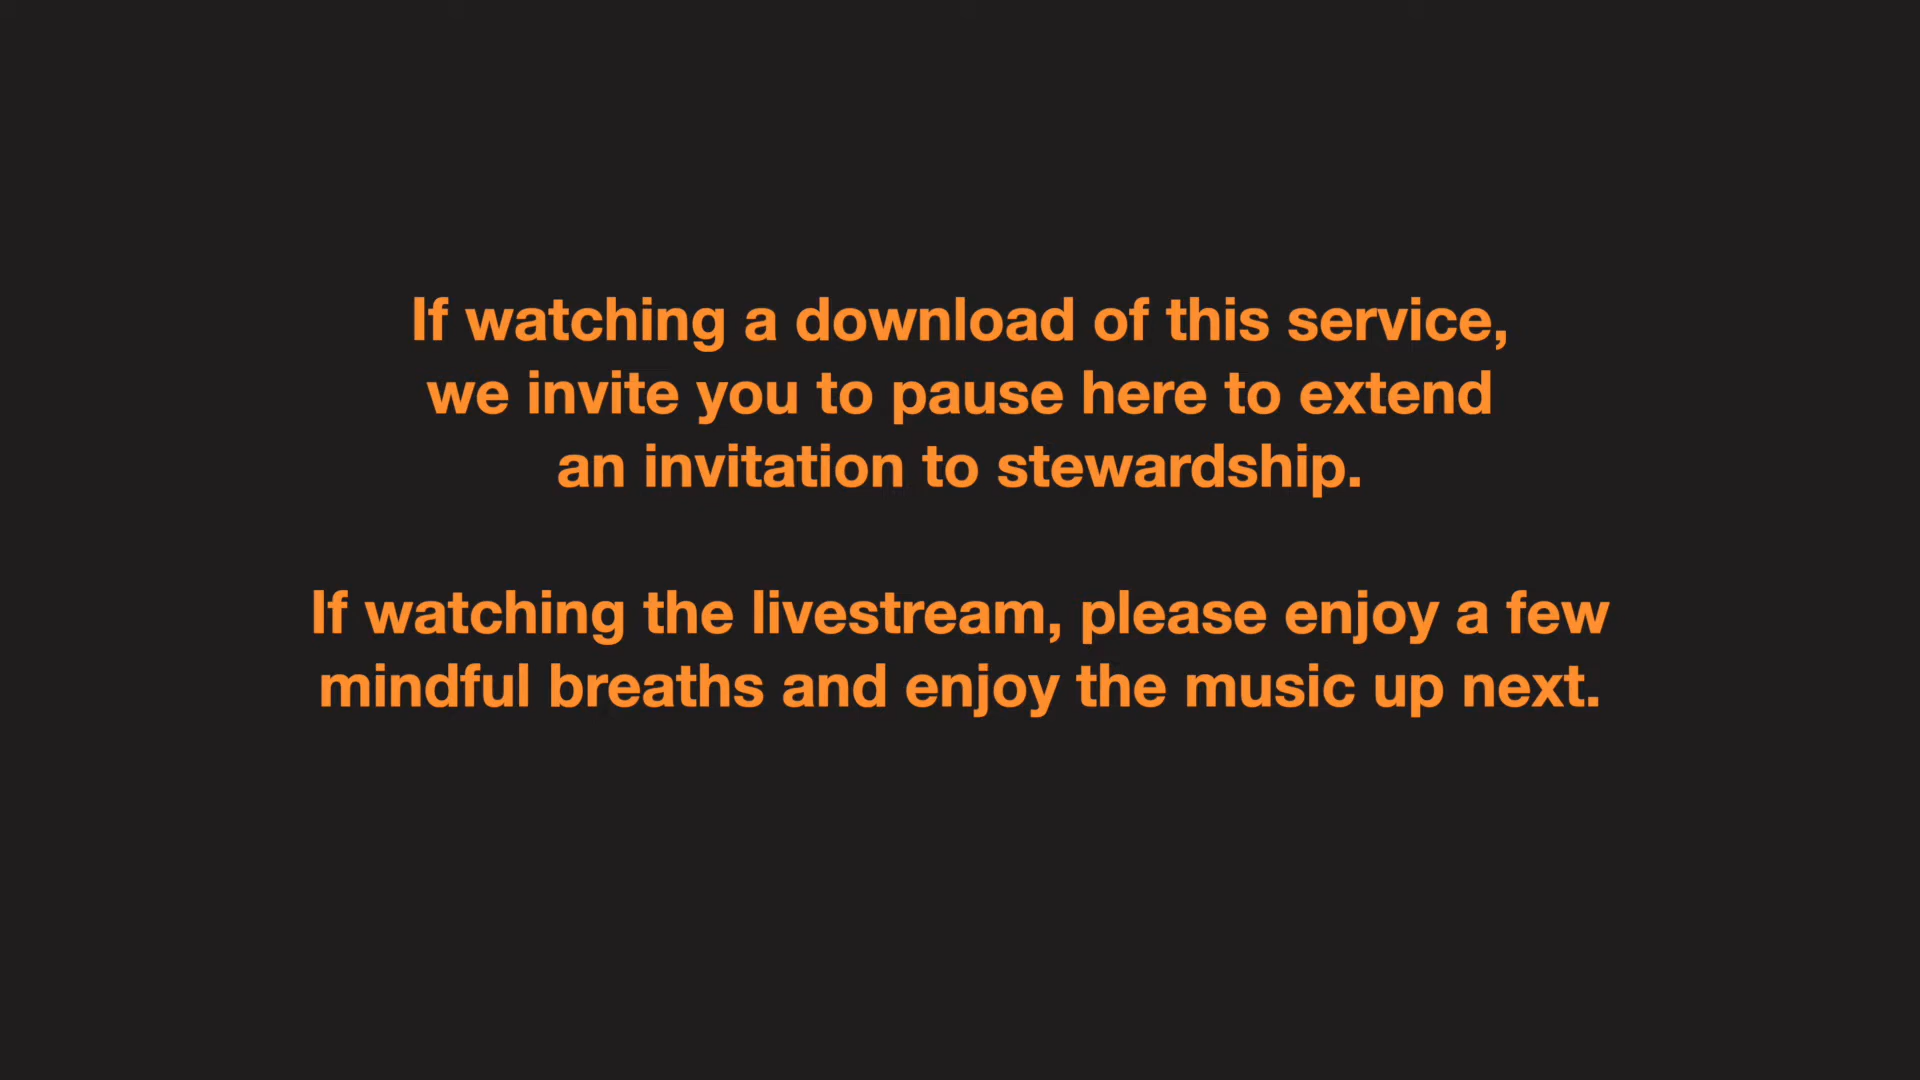 If watching a download of this service,
we invite you to pause here to extend
an invitation to stewardship.
If watching the livestream, please enjoy a few
mindful breaths and enjoy the music up next.